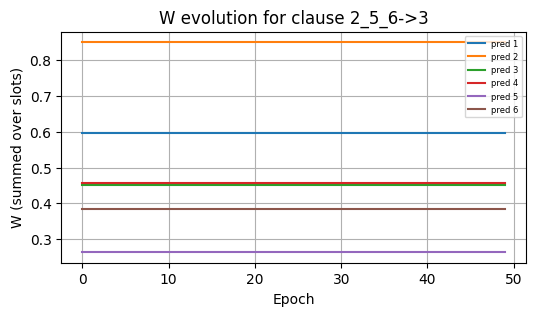 W evolution for clause 2_5_6->3
W (summed over slots)
0.8
0.7
0.6
0.5
0.4
0.3
pred 1
pred 2
pred 3
pred 4
pred 5
pred 6
0 10 20 30 40 50
Epoch